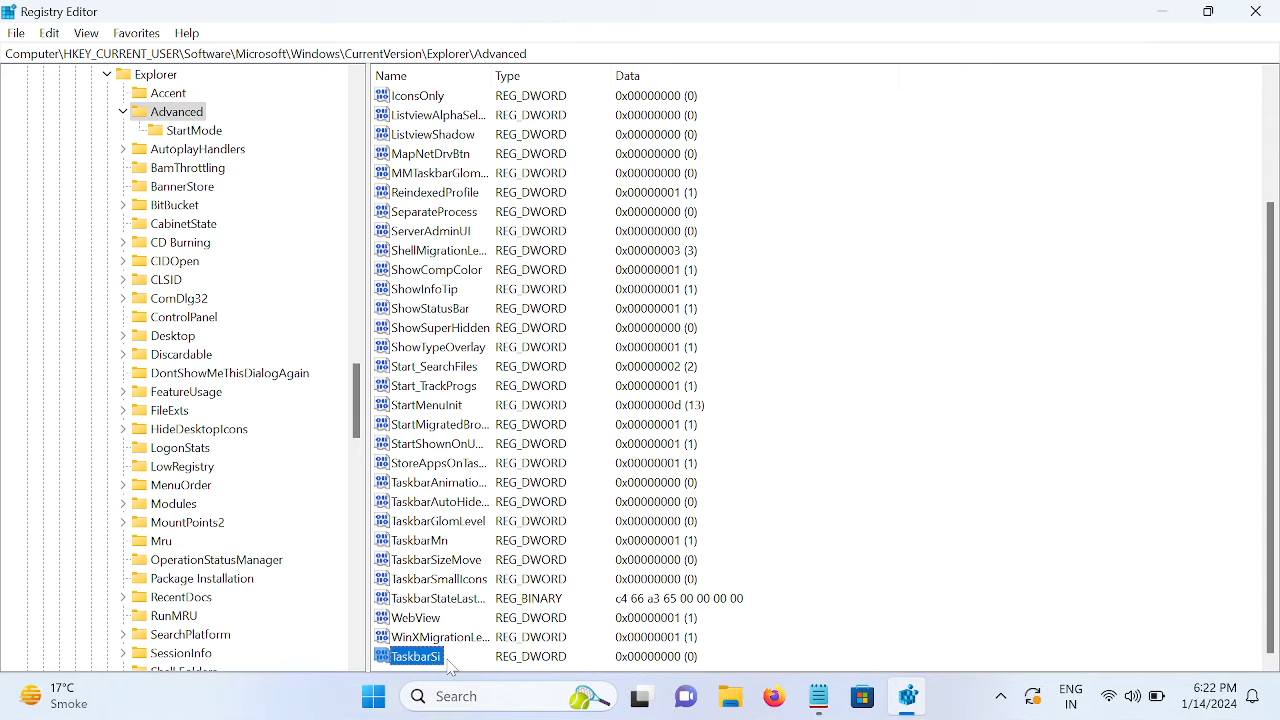 Registry Editor
File Edit View Favorites Help
Computer\HKEY_CURRENT_USER\Software\Microsoft\Windows\CurrentVersion\Explorer\Advanced
Explorer
Accent
Advanced
StartMode
AutoplayHandlers
BamThrottling
BannerStore
BitBucket
CabinetState
CD Burning
CIDOpen
CLSID
ComDlg32
ControlPanel
Desktop
Discardable
DontShowMeThisDialogAgain
FeatureUsage
FileExts
HideDesktopIcons
LogonStats
LowRegistry
MenuOrder
Modules
MountPoints2
Mru
OperationStatusManager
Package Installation
RecentDocs
RunMRU
SearchPlatform
SessionInfo
Shell Folders
Name Type Data
IconsOnly REG_DWORD 0x00000000 (0)
ListviewAlphaSel... REG_DWORD 0x00000000 (0)
ListviewShadow REG_DWORD 0x00000000 (0)
MapNetDrvBtn REG_DWORD 0x00000000 (0)
MMTaskbarGlom... REG_DWORD 0x00000000 (0)
ReindexedProfile REG_DWORD 0x00000001 (1)
SeparateProcess REG_DWORD 0x00000000 (0)
ServerAdminUI REG_DWORD 0x00000000 (0)
ShellMigrationLe... REG_DWORD 0x00000003 (3)
ShowCompColor REG_DWORD 0x00000001 (1)
ShowInfoTip REG_DWORD 0x00000001 (1)
ShowStatusBar REG_DWORD 0x00000001 (1)
ShowSuperHidden REG_DWORD 0x00000000 (0)
ShowTypeOverlay REG_DWORD 0x00000001 (1)
Start_SearchFiles REG_DWORD 0x00000002 (2)
Start_TrackProgs REG_DWORD 0x00000001 (1)
StartMenuInit REG_DWORD 0x0000000d (13)
StartMigratedBro... REG_DWORD 0x00000001 (1)
StartShownOnU... REG_DWORD 0x00000001 (1)
StoreAppsOnTas... REG_DWORD 0x00000001 (1)
TaskbarAnimatio... REG_DWORD 0x00000000 (0)
TaskbarAutoHide... REG_DWORD 0x00000000 (0)
TaskbarGlomLevel REG_DWORD 0x00000000 (0)
TaskbarMn REG_DWORD 0x00000001 (1)
TaskbarSizeMove REG_DWORD 0x00000000 (0)
TaskbarSmallIcons REG_DWORD 0x00000000 (0)
TaskbarStateLast... REG_BINARY c4 66 a3 65 00 00 00 00
WebView REG_DWORD 0x00000001 (1)
WinXMigrationLe... REG_DWORD 0x00000001 (1)
TaskbarSi REG_DWORD 0x00000000 (0)
17°C
Smoke
Search
ENG
IN
6:22 PM
1/14/2024